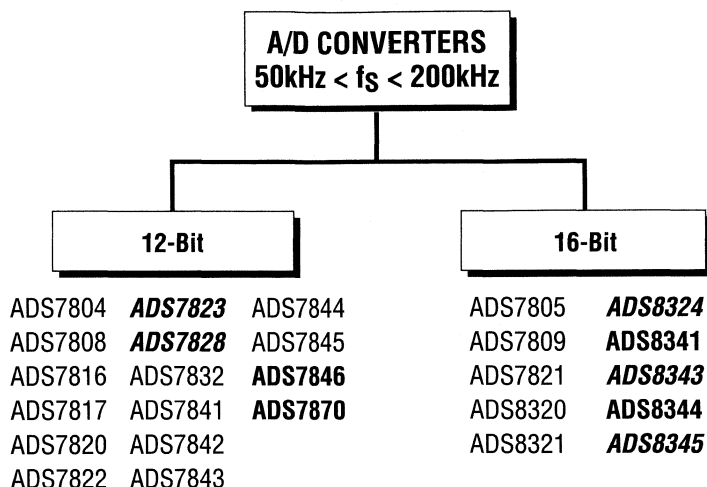 A/D CONVERTERS
50kHz < fS < 200kHz
12-Bit
ADS7804 ADS7823 ADS7844
ADS7808 ADS7828 ADS7845
ADS7816 ADS7832 ADS7846
ADS7817 ADS7841 ADS7870
ADS7820 ADS7842
ADS7822 ADS7843
16-Bit
ADS7805 ADS8324
ADS7809 ADS8341
ADS7821 ADS8343
ADS8320 ADS8344
ADS8321 ADS8345